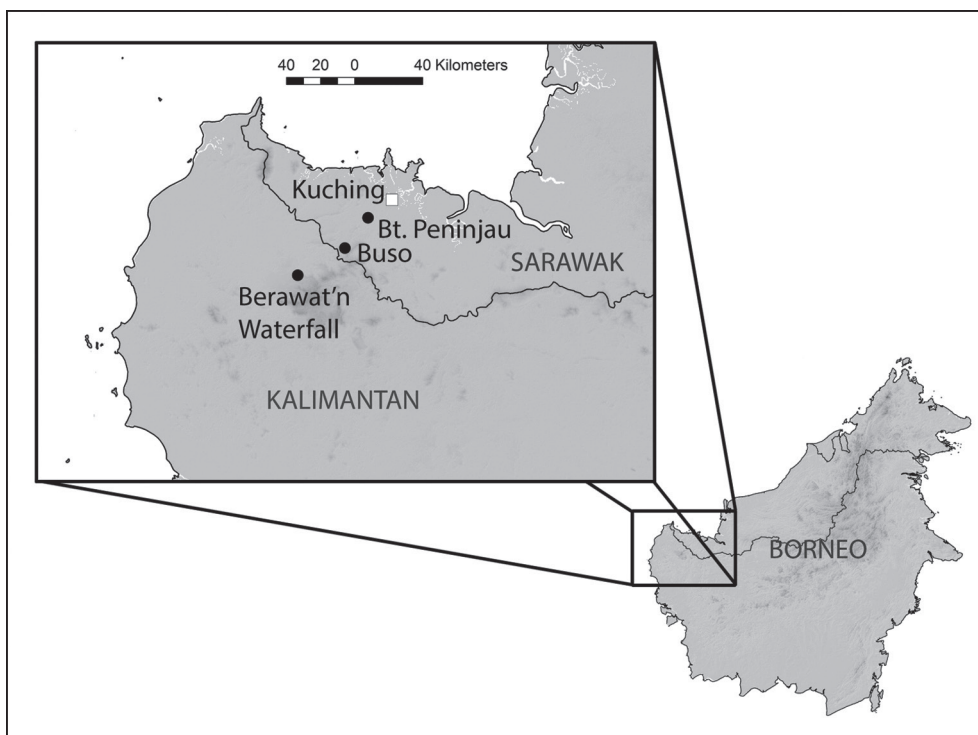 40 20 0 40 Kilometers
Kuching
Bt. Peninjau
Buso
SARAWAK
Berawat’n
Waterfall
KALIMANTAN
BORNEO